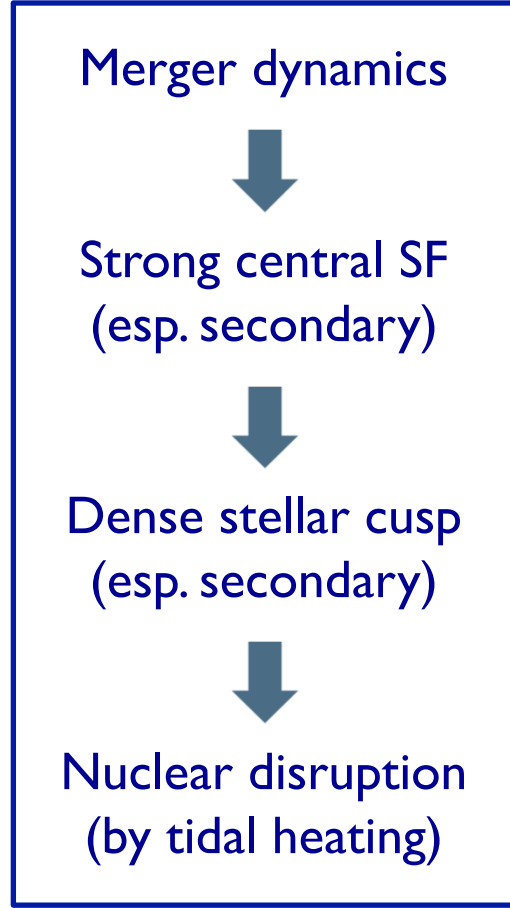 Merger dynamics
Strong central SF
(esp. secondary)
Dense stellar cusp
(esp. secondary)
Nuclear disruption
(by tidal heating)